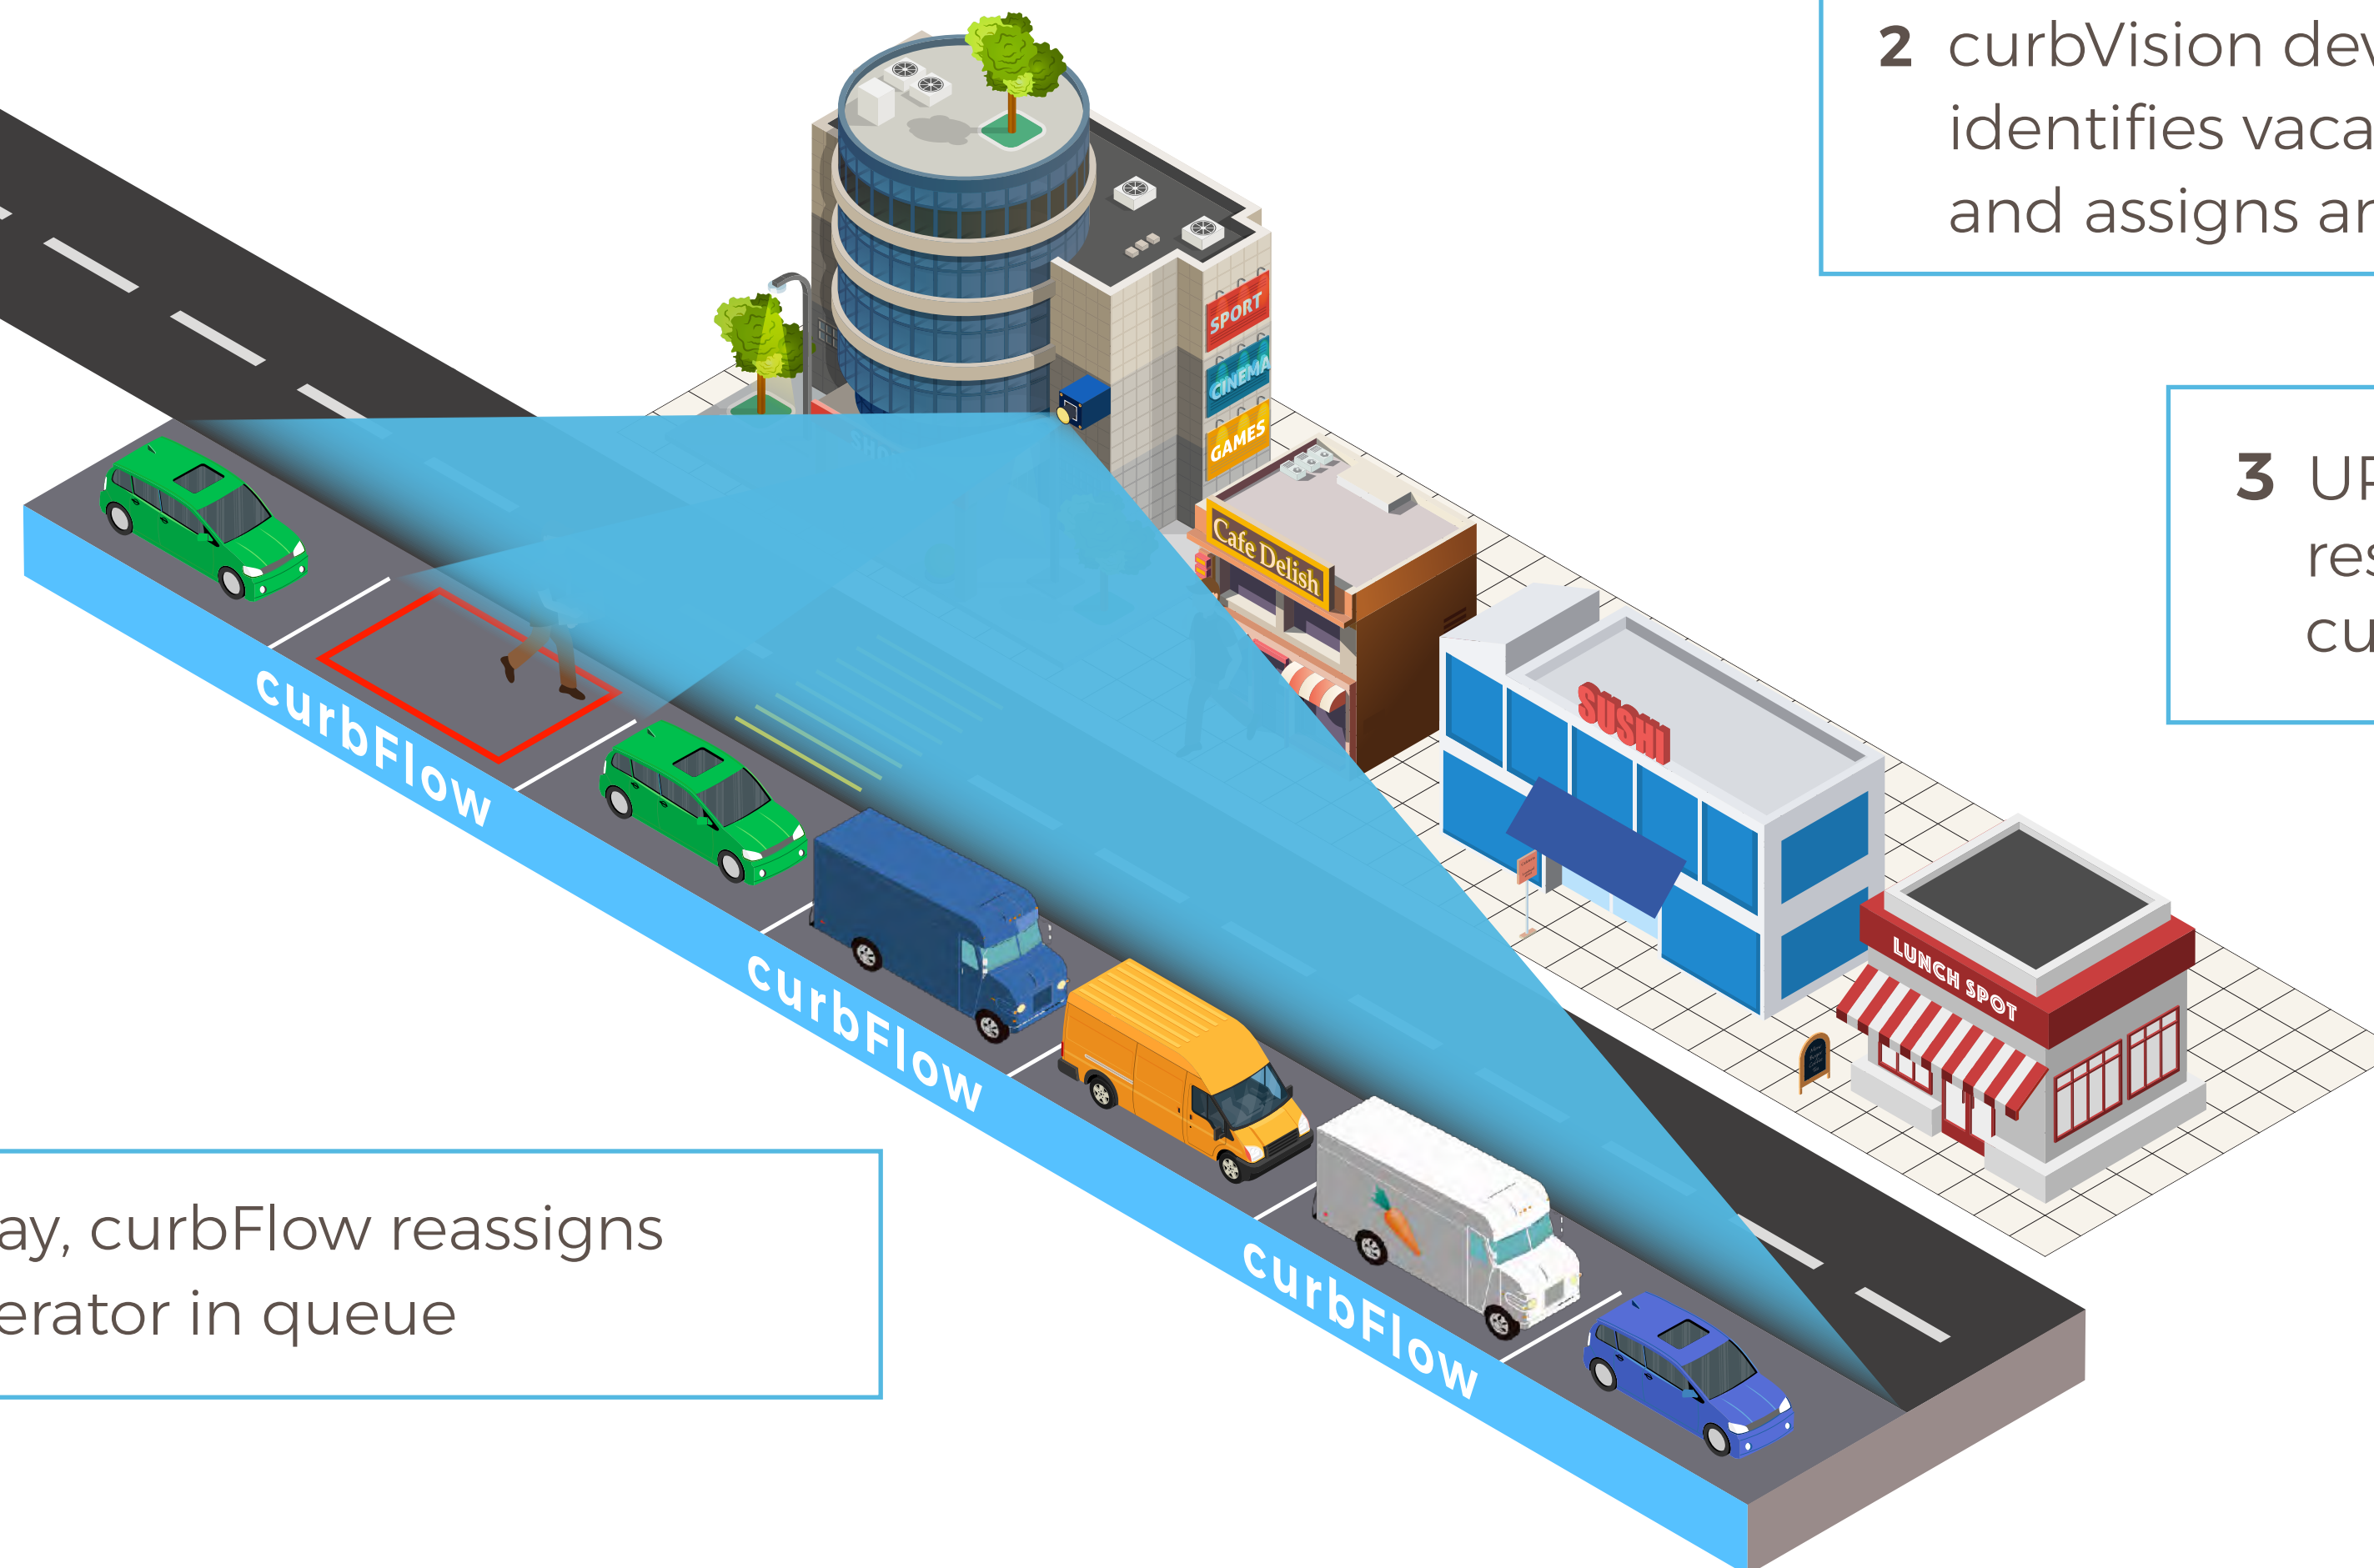 2 curbVision dev
identifies vaca
and assigns ar
SPORT
CINEMA
GAMES
3 UP
res
cu
Cafe Delish
SUSHI
LUNCH SPOT
curbFlow
curbFlow
curbFlow
ay, curbFlow reassigns
erator in queue